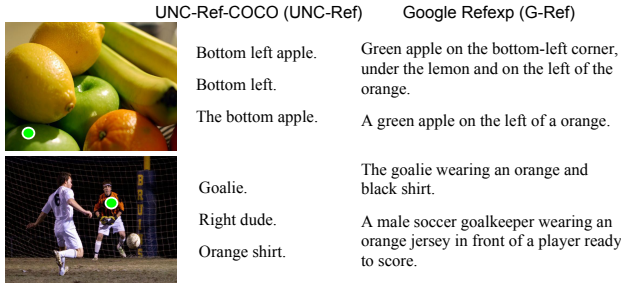 UNC-Ref-COCO (UNC-Ref)
Google Refexp (G-Ref)
Bottom left apple.
Bottom left.
The bottom apple.
Green apple on the bottom-left corner,
under the lemon and on the left of the
orange.
A green apple on the left of a orange.
Goalie.
Right dude.
Orange shirt.
The goalie wearing an orange and
black shirt.
A male soccer goalkeeper wearing an
orange jersey in front of a player ready
to score.
6